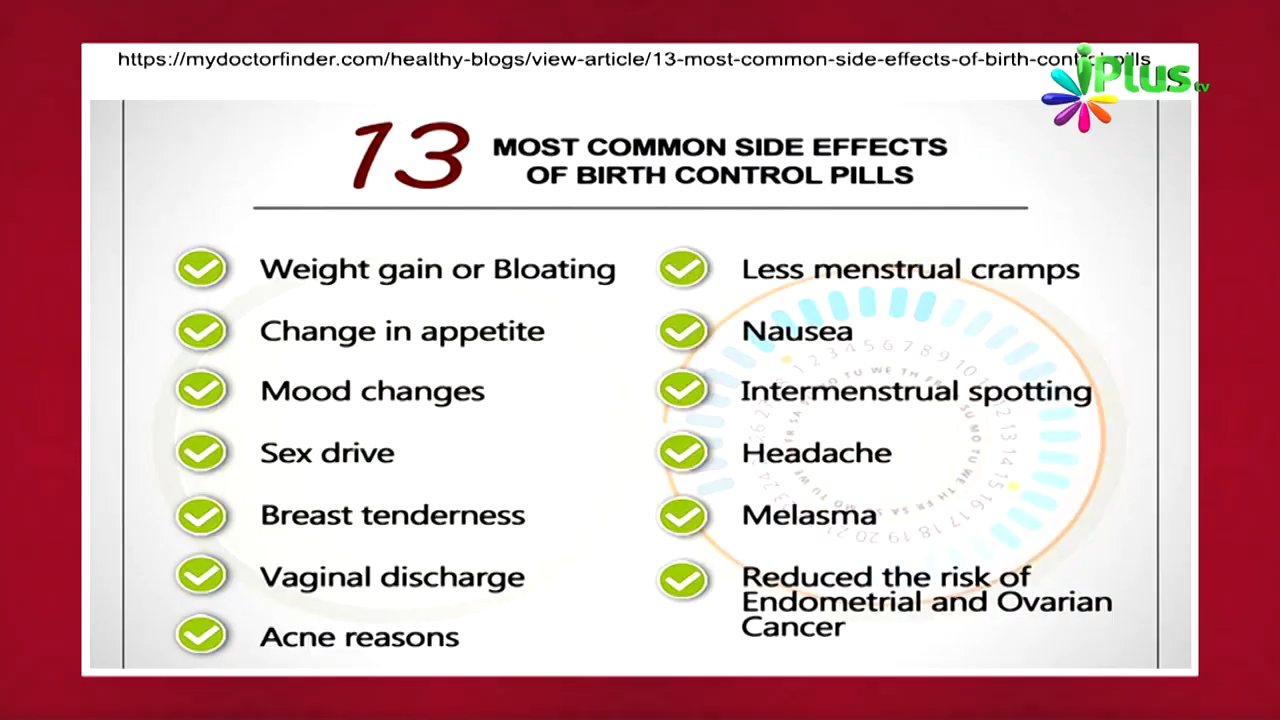 https://mydoctorfinder.com/healthy-blogs/view-article/13-most-common-side-effects-of-birth-control-pills
iPlus tv
13 MOST COMMON SIDE EFFECTS
OF BIRTH CONTROL PILLS
Weight gain or Bloating
Change in appetite
Mood changes
Sex drive
Breast tenderness
Vaginal discharge
Acne reasons
Less menstrual cramps
Nausea
Intermenstrual spotting
Headache
Melasma
Reduced the risk of
Endometrial and Ovarian
Cancer